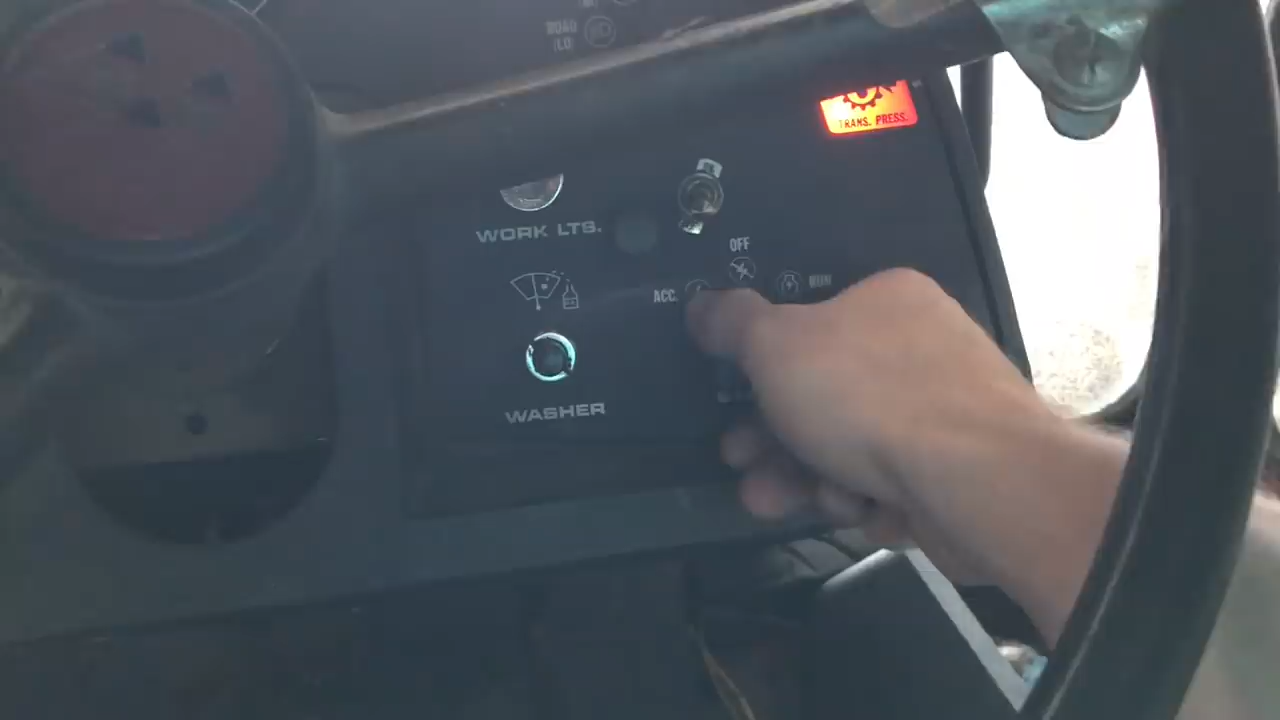 ROAD
(LO)
TRANS. PRESS.
WORK LTS.
OFF
ACC.
RUN
WASHER